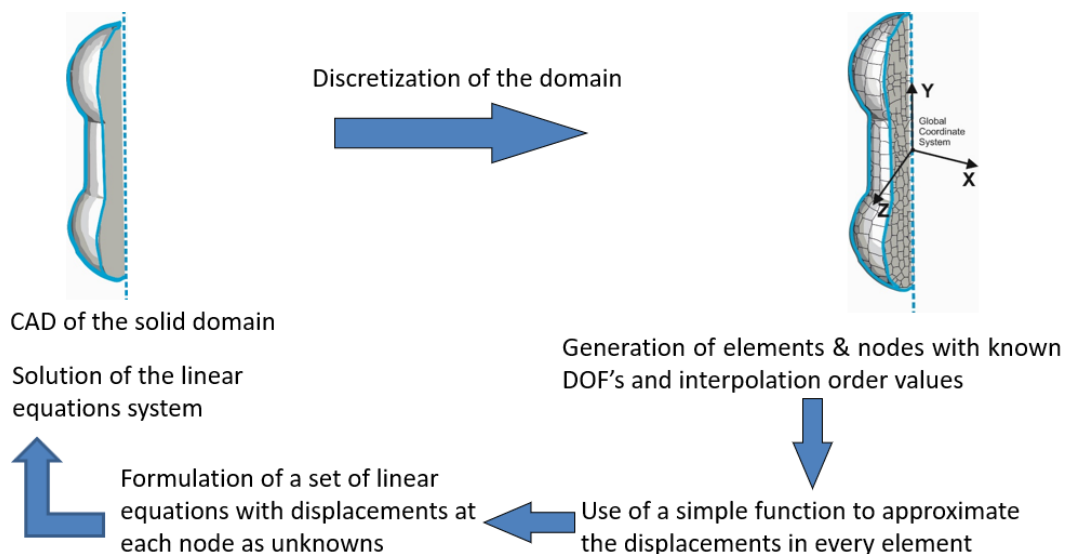 Discretization of the domain
Y
Global
Coordinate
System
X
Z
CAD of the solid domain
Generation of elements & nodes with known
DOF’s and interpolation order values
Use of a simple function to approximate
the displacements in every element
Formulation of a set of linear
equations with displacements at
each node as unknowns
Solution of the linear
equations system